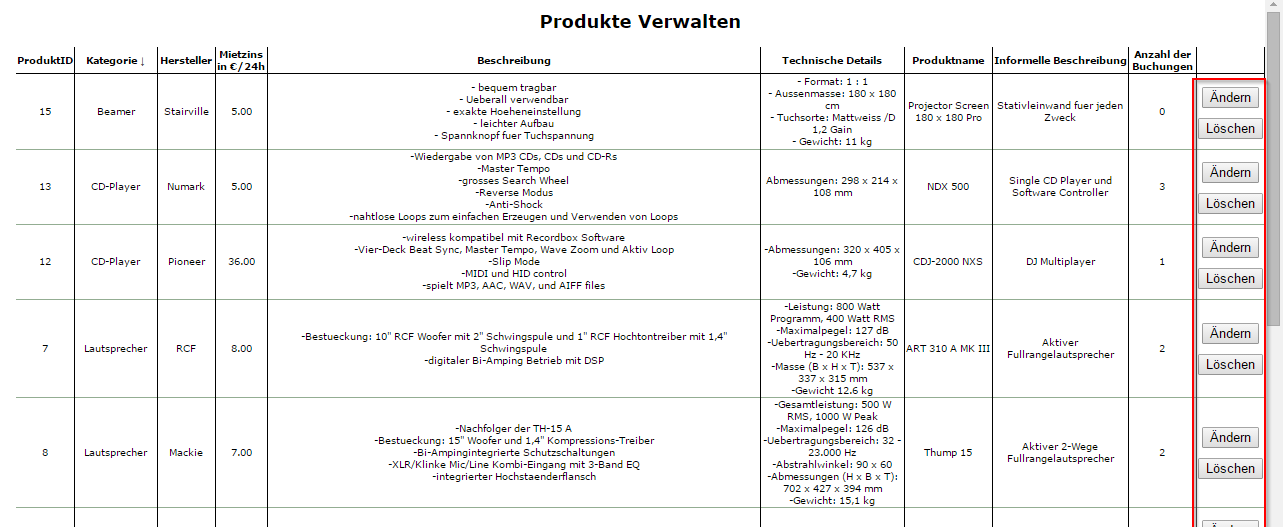 Produkte Verwalten
ProduktID Kategorie ↓ Hersteller Mietzins in €/24h Beschreibung Technische Details Produktname Informelle Beschreibung Anzahl der Buchungen
15
Beamer
Stairville
5.00
- bequem tragbar
- Ueberall verwendbar
- exakte Hoeheneinstellung
- leichter Aufbau
- Spannknopf fuer Tuchspannung
- Format: 1 : 1
- Aussenmasse: 180 x 180
cm
- Tuchsorte: Mattweiss /D
1,2 Gain
- Gewicht: 11 kg
Projector Screen
180 x 180 Pro
Stativleinwand fuer jeden
Zweck
0
Ändern
Löschen
13
CD-Player
Numark
5.00
-Wiedergabe von MP3 CDs, CDs und CD-Rs
-Master Tempo
-grosses Search Wheel
-Reverse Modus
-Anti-Shock
-nahtlose Loops zum einfachen Erzeugen und Verwenden von Loops
Abmessungen: 298 x 214 x
108 mm
NDX 500
Single CD Player und
Software Controller
3
Ändern
Löschen
12
CD-Player
Pioneer
36.00
-wireless kompatibel mit Recordbox Software
-Vier-Deck Beat Sync, Master Tempo, Wave Zoom und Aktiv Loop
-Slip Mode
-MIDI und HID control
-spielt MP3, AAC, WAV, und AIFF files
-Abmessungen: 320 x 405 x
106 mm
-Gewicht: 4,7 kg
CDJ-2000 NXS
DJ Multiplayer
1
Ändern
Löschen
7
Lautsprecher
RCF
8.00
-Bestueckung: 10" RCF Woofer mit 2" Schwingspule und 1" RCF Hochtontreiber mit 1,4"
Schwingspule
-digitaler Bi-Amping Betrieb mit DSP
-Leistung: 800 Watt
Programm, 400 Watt RMS
-Maximalpegel: 127 dB
-Uebertragungsbereich: 50
Hz - 20 KHz
-Masse (B x H x T): 537 x
337 x 315 mm
-Gewicht 12.6 kg
ART 310 A MK III
Aktiver
Fullrangelautsprecher
2
Ändern
Löschen
8
Lautsprecher
Mackie
7.00
-Nachfolger der TH-15 A
-Bestueckung: 15" Woofer und 1,4" Kompressions-Treiber
-Bi-Ampingintegrierte Schutzschaltungen
-XLR/Klinke Mic/Line Kombi-Eingang mit 3-Band EQ
-integrierter Hochstaenderflansch
-Gesamtleistung: 500 W
RMS, 1000 W Peak
-Maximalpegel: 126 dB
-Uebertragungsbereich: 32 -
23.000 Hz
-Abstrahlwinkel: 90 x 60
-Abmessungen (H x B x T):
702 x 427 x 394 mm
-Gewicht: 15,1 kg
Thump 15
Aktiver 2-Wege
Fullrangelautsprecher
2
Ändern
Löschen